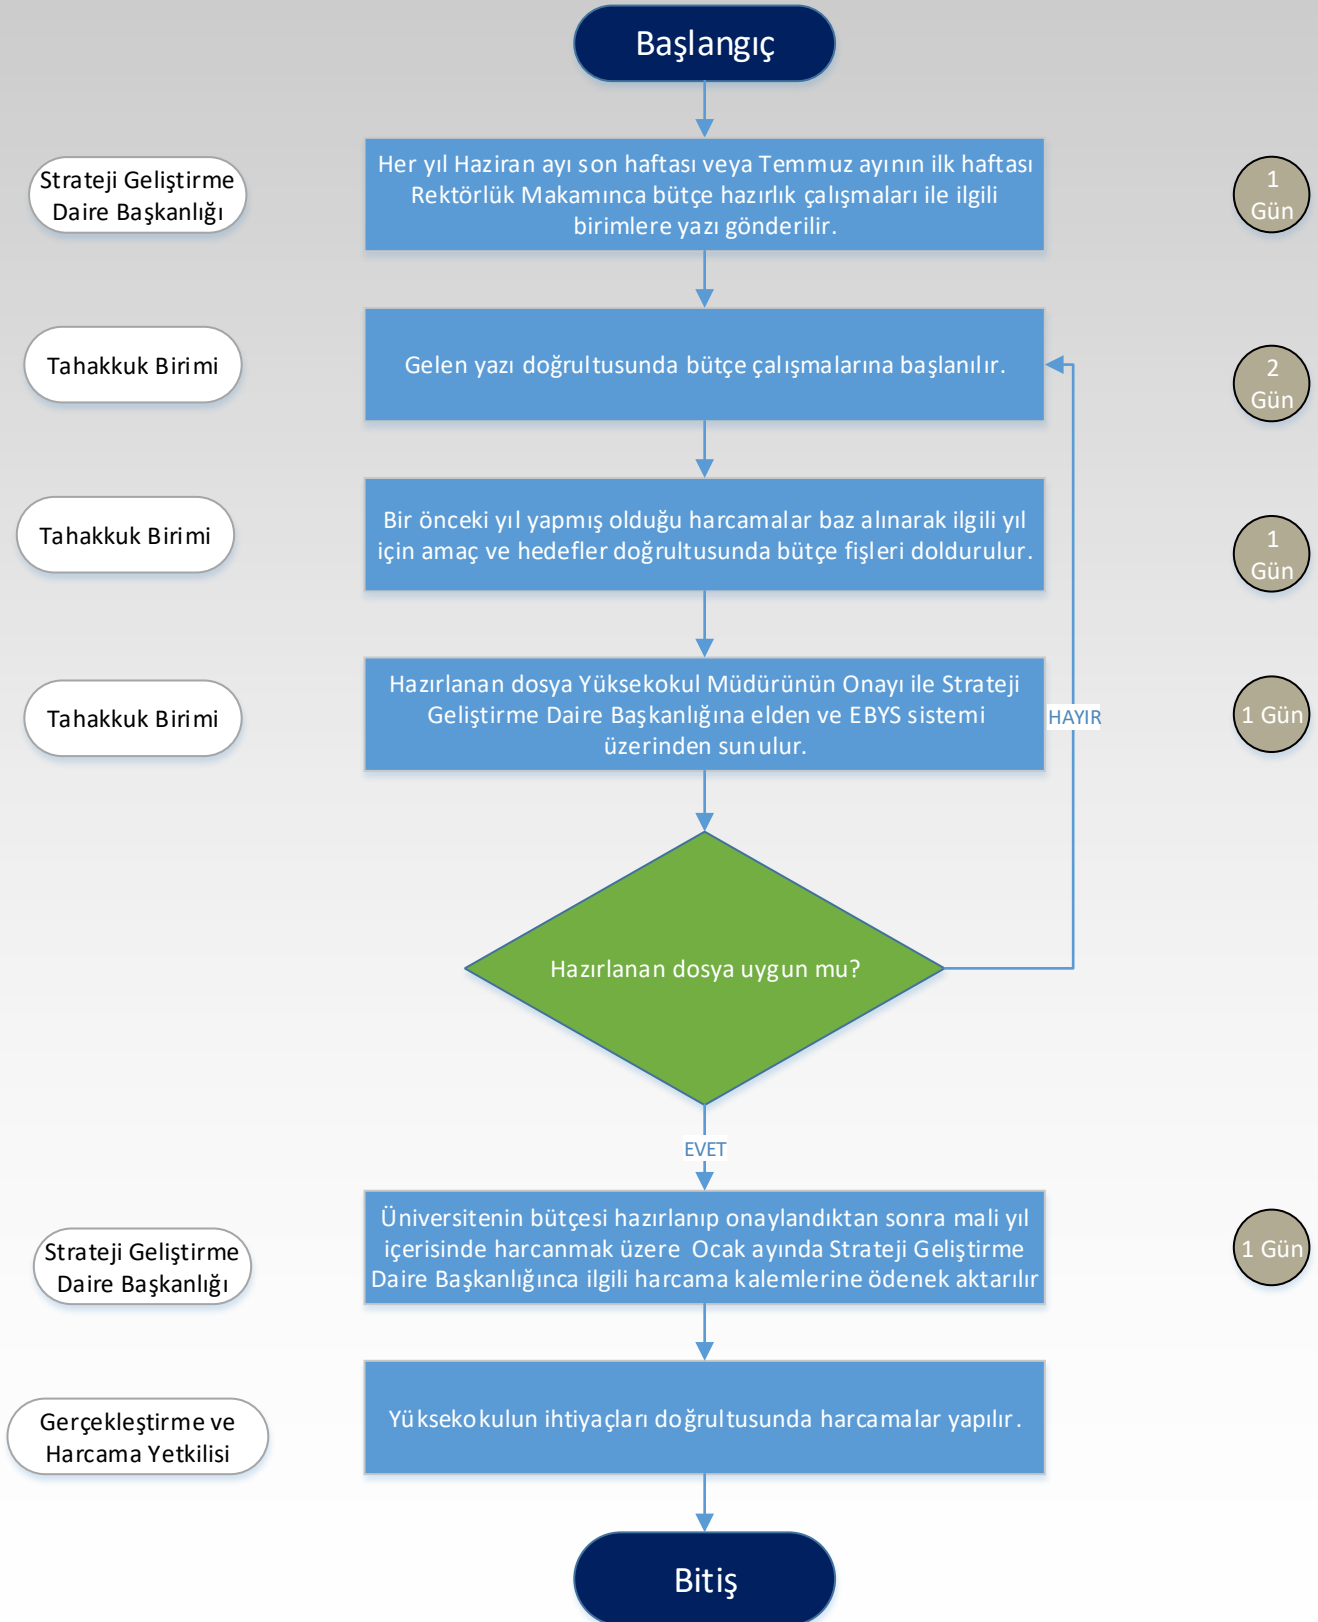 Başlangıç
Strateji Geliştirme
Daire Başkanlığı
Her yıl Haziran ayı son haftası veya Temmuz ayının ilk haftası
Rektörlük Makamınca bütçe hazırlık çalışmaları ile ilgili
birimlere yazı gönderilir.
1
Gün
Tahakkuk Birimi
Gelen yazı doğrultusunda bütçe çalışmalarına başlanılır.
2
Gün
Tahakkuk Birimi
Bir önceki yıl yapmış olduğu harcamalar baz alınarak ilgili yıl
için amaç ve hedefler doğrultusunda bütçe fişleri doldurulur.
1
Gün
Tahakkuk Birimi
Hazırlanan dosya Yüksekokul Müdürünün Onayı ile Strateji
Geliştirme Daire Başkanlığına elden ve EBYS sistemi
üzerinden sunulur.
HAYIR
1 Gün
Hazırlanan dosya uygun mu?
EVET
Strateji Geliştirme
Daire Başkanlığı
Üniversitenin bütçesi hazırlanıp onaylandıktan sonra mali yıl
içerisinde harcanmak üzere Ocak ayında Strateji Geliştirme
Daire Başkanlığınca ilgili harcama kalemlerine ödenek aktarılır
1 Gün
Gerçekleştirme ve
Harcama Yetkilisi
Yüksekokulun ihtiyaçları doğrultusunda harcamalar yapılır.
Bitiş